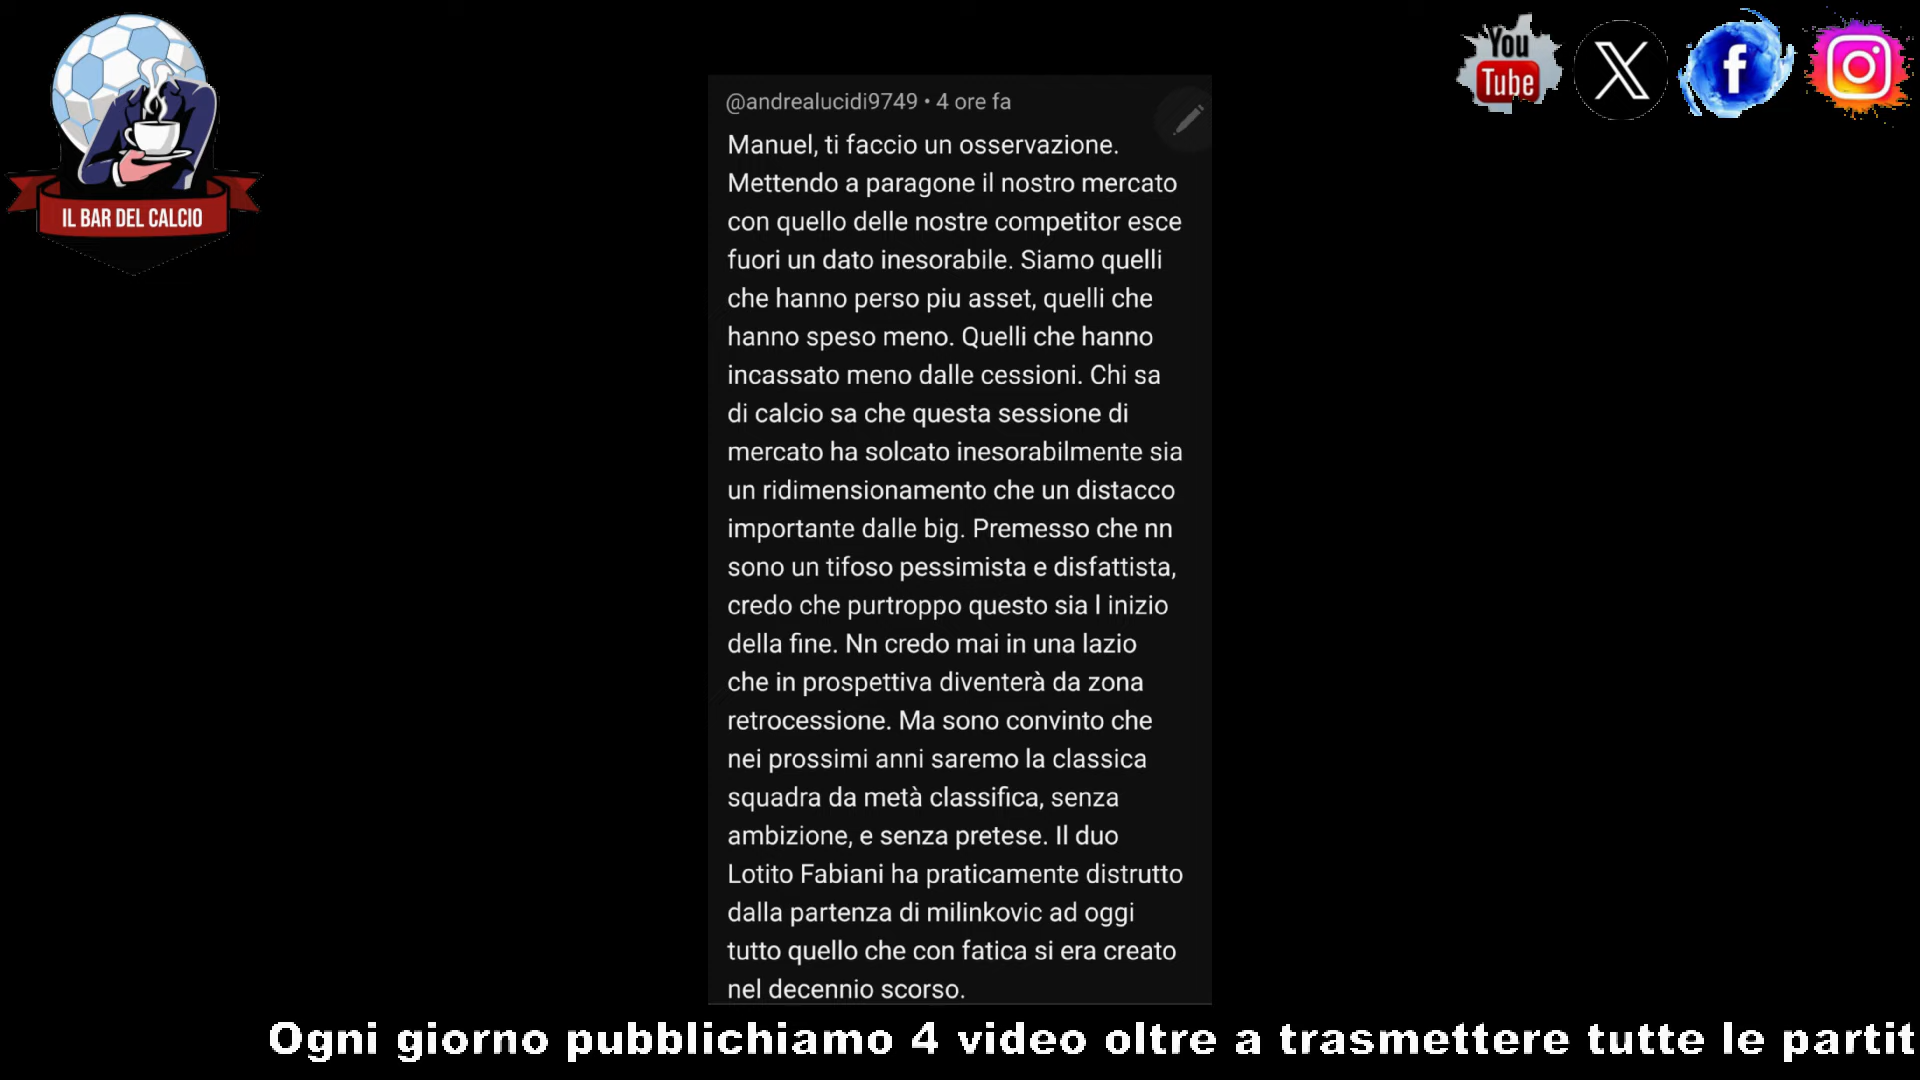 You
Tube
IL BAR DEL CALCIO
@andrealucidi9749 • 4 ore fa
Manuel, ti faccio un osservazione.
Mettendo a paragone il nostro mercato
con quello delle nostre competitor esce
fuori un dato inesorabile. Siamo quelli
che hanno perso piu asset, quelli che
hanno speso meno. Quelli che hanno
incassato meno dalle cessioni. Chi sa
di calcio sa che questa sessione di
mercato ha solcato inesorabilmente sia
un ridimensionamento che un distacco
importante dalle big. Premesso che nn
sono un tifoso pessimista e disfattista,
credo che purtroppo questo sia l inizio
della fine. Nn credo mai in una lazio
che in prospettiva diventerà da zona
retrocessione. Ma sono convinto che
nei prossimi anni saremo la classica
squadra da metà classifica, senza
ambizione, e senza pretese. Il duo
Lotito Fabiani ha praticamente distrutto
dalla partenza di milinkovic ad oggi
tutto quello che con fatica si era creato
nel decennio scorso.
Ogni giorno pubblichiamo 4 video oltre a trasmettere tutte le partit